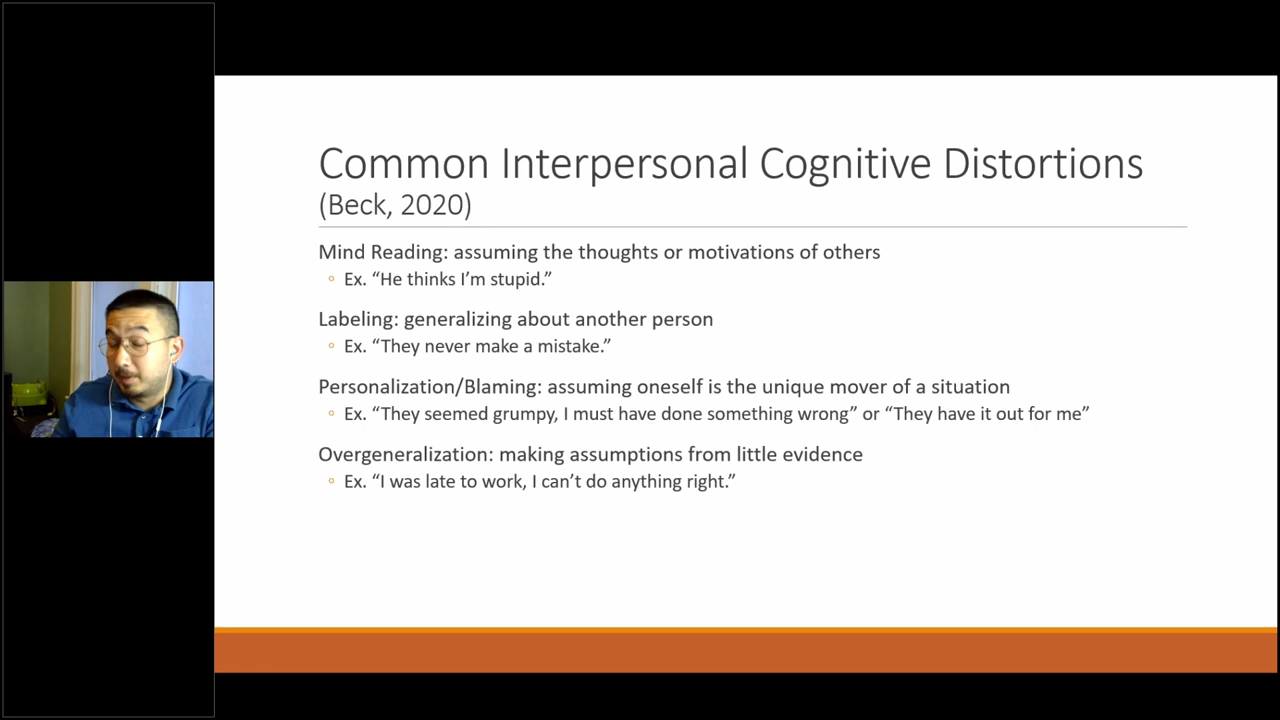 Common Interpersonal Cognitive Distortions
(Beck, 2020)
Mind Reading: assuming the thoughts or motivations of others
◦ Ex. “He thinks I’m stupid.”
Labeling: generalizing about another person
◦ Ex. “They never make a mistake.”
Personalization/Blaming: assuming oneself is the unique mover of a situation
◦ Ex. “They seemed grumpy, I must have done something wrong” or “They have it out for me”
Overgeneralization: making assumptions from little evidence
◦ Ex. “I was late to work, I can’t do anything right.”